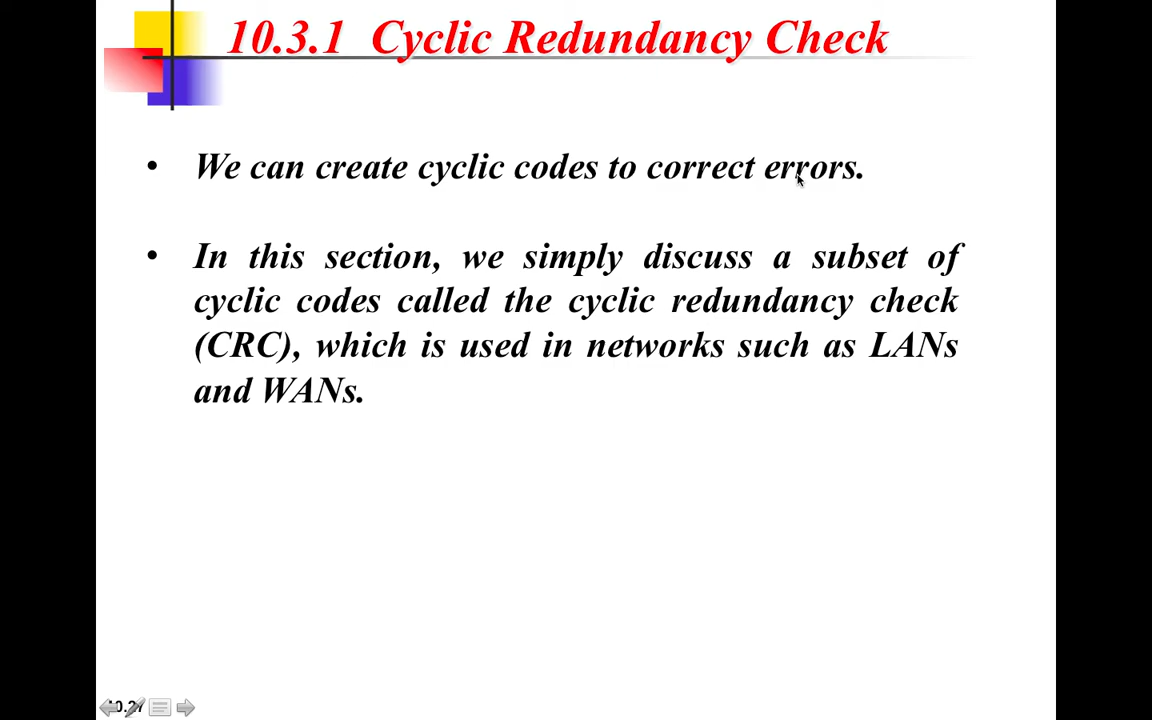 10.3.1 Cyclic Redundancy Check
• We can create cyclic codes to correct errors.
• In this section, we simply discuss a subset of
cyclic codes called the cyclic redundancy check
(CRC), which is used in networks such as LANs
and WANs.